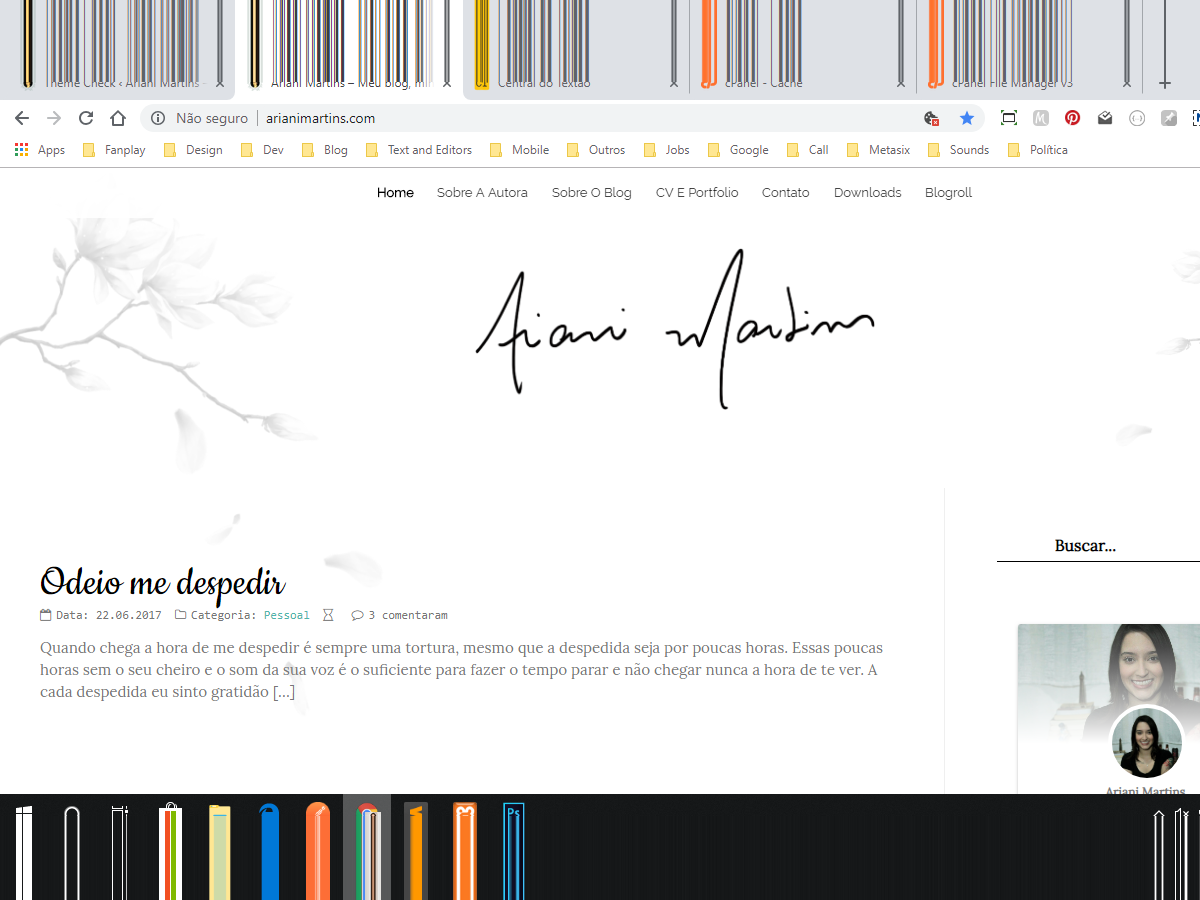 Theme Check ‹ Ariani Martins
Ariani Martins – Meu blog,
Central do Textão
cPanel - Cache
cPanel File Manager v3
Não seguro
arianimartins.com
Apps Fanplay Design Dev Blog Text and Editors Mobile Outros Jobs Google Call Metasix Sounds Política
Home Sobre A Autora Sobre O Blog CV E Portfolio Contato Downloads Blogroll
Ariani Martins
Buscar...
Odeio me despedir
Data: 22.06.2017 Categoria: Pessoal 3 comentaram
Quando chega a hora de me despedir é sempre uma tortura, mesmo que a despedida seja por poucas horas. Essas poucas
horas sem o seu cheiro e o som da sua voz é o suficiente para fazer o tempo parar e não chegar nunca a hora de te ver. A
cada despedida eu sinto gratidão [...]
Ariani Martins
Ps